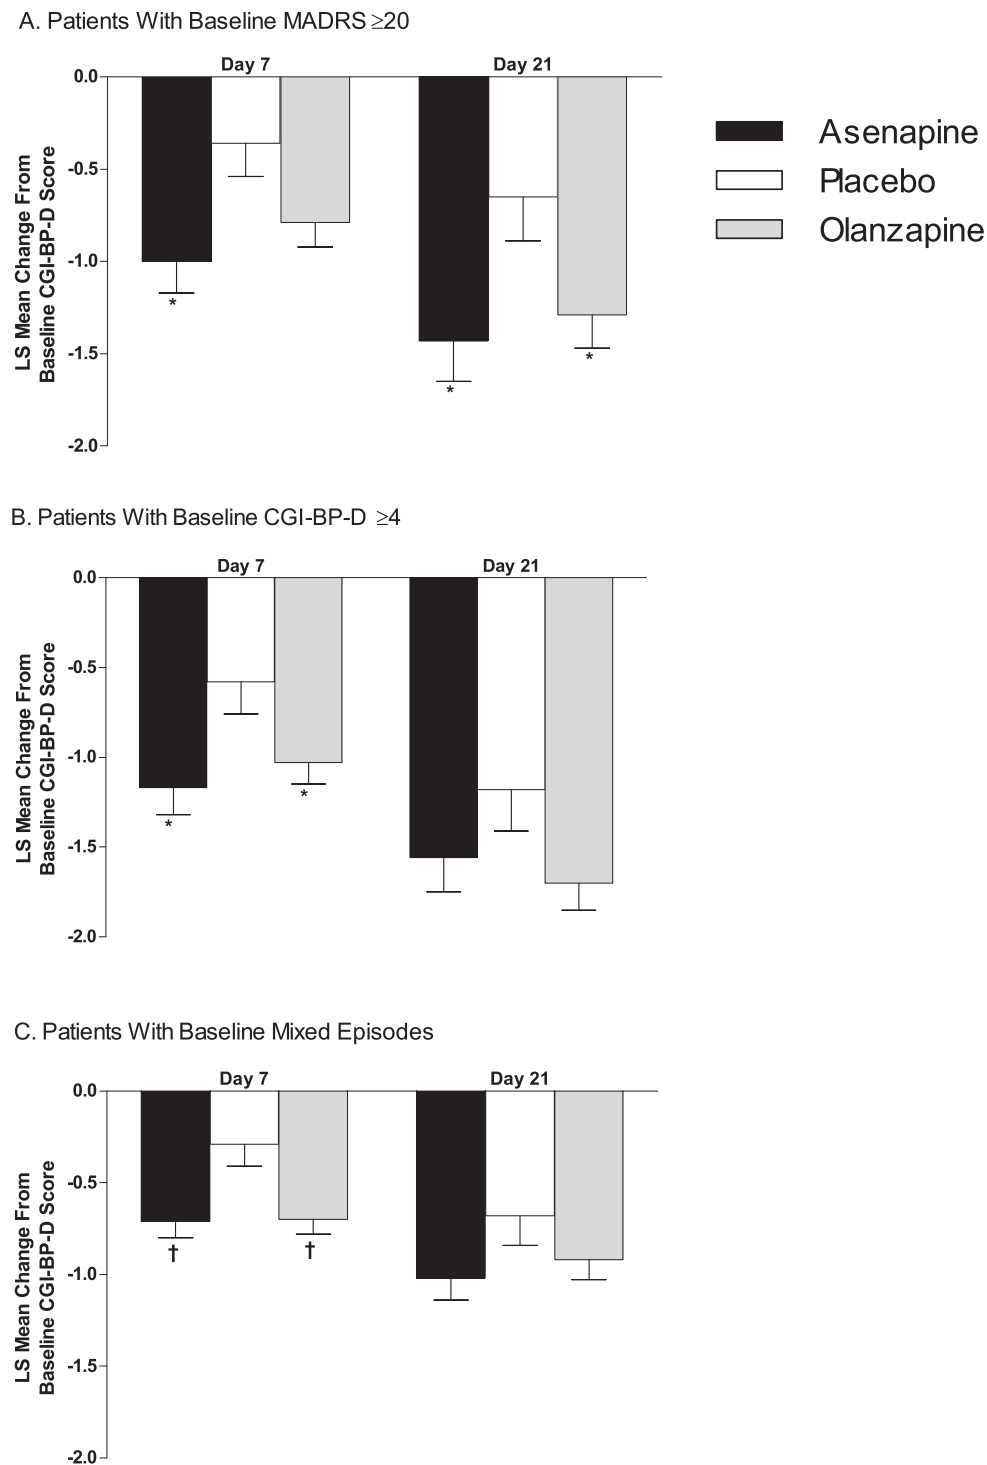 A. Patients With Baseline MADRS ≥20
Day 7
Day 21
0.0
-0.5
-1.0
-1.5
-2.0
LS Mean Change From
Baseline CGI-BP-D Score
*
*
*
Asenapine
Placebo
Olanzapine
B. Patients With Baseline CGI-BP-D ≥4
Day 7
Day 21
0.0
-0.5
-1.0
-1.5
-2.0
LS Mean Change From
Baseline CGI-BP-D Score
*
*
C. Patients With Baseline Mixed Episodes
Day 7
Day 21
0.0
-0.5
-1.0
-1.5
-2.0
LS Mean Change From
Baseline CGI-BP-D Score
†
†